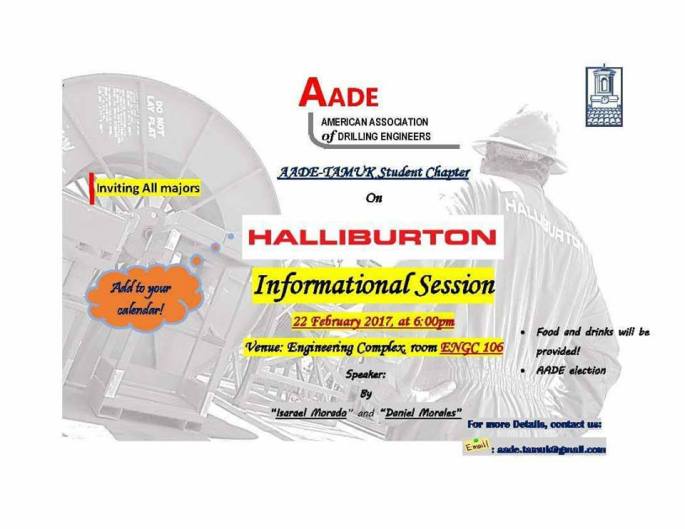 DO NOT
LAY FLAT
AADE
AMERICAN ASSOCIATION
of DRILLING ENGINEERS
AADE-TAMUK Student Chapter
On
Inviting All majors
HALLIBURTON
HALLIBURTON
Add to your
calendar!
Informational Session
22 February 2017, at 6:00pm
Venue: Engineering Complex, room ENGC 106
Speaker:
By
"Isarael Morado" and "Daniel Morales"
• Food and drinks will be
provided!
• AADE election
For more Details, contact us:
Email : aade.tamuk@gmail.com